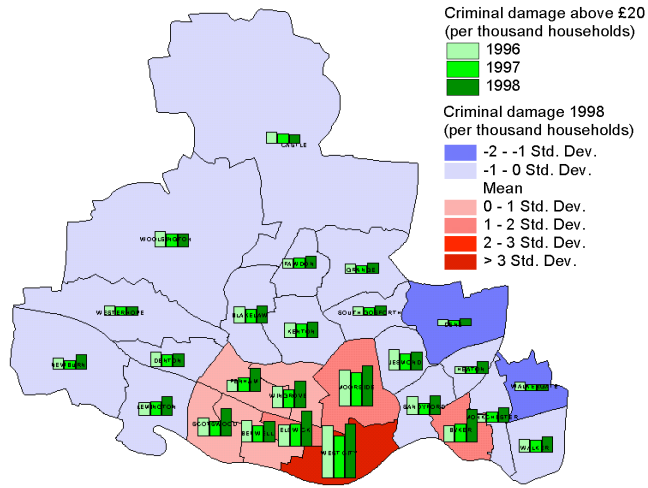 Criminal damage above £20
(per thousand households)
1996
1997
1998
Criminal damage 1998
(per thousand households)
-2 - -1 Std. Dev.
-1 - 0 Std. Dev.
Mean
0 - 1 Std. Dev.
1 - 2 Std. Dev.
2 - 3 Std. Dev.
> 3 Std. Dev.
CASTLE
WOOLSINGTON
FAWDON
GRANGE
WESTERHOPE
BLAKELAW
SOUTH GOSFORTH
DENE
KENTON
NEWBURN
DENTON
JESMOND
HEATON
FENHAM
WINGROVE
MOORSIDE
WALKERGATE
LEMINGTON
SANDYFORD
MONKCHESTER
SCOTSWOOD
BENWELL
ELSWICK
BYKER
WEST CITY
WALKER